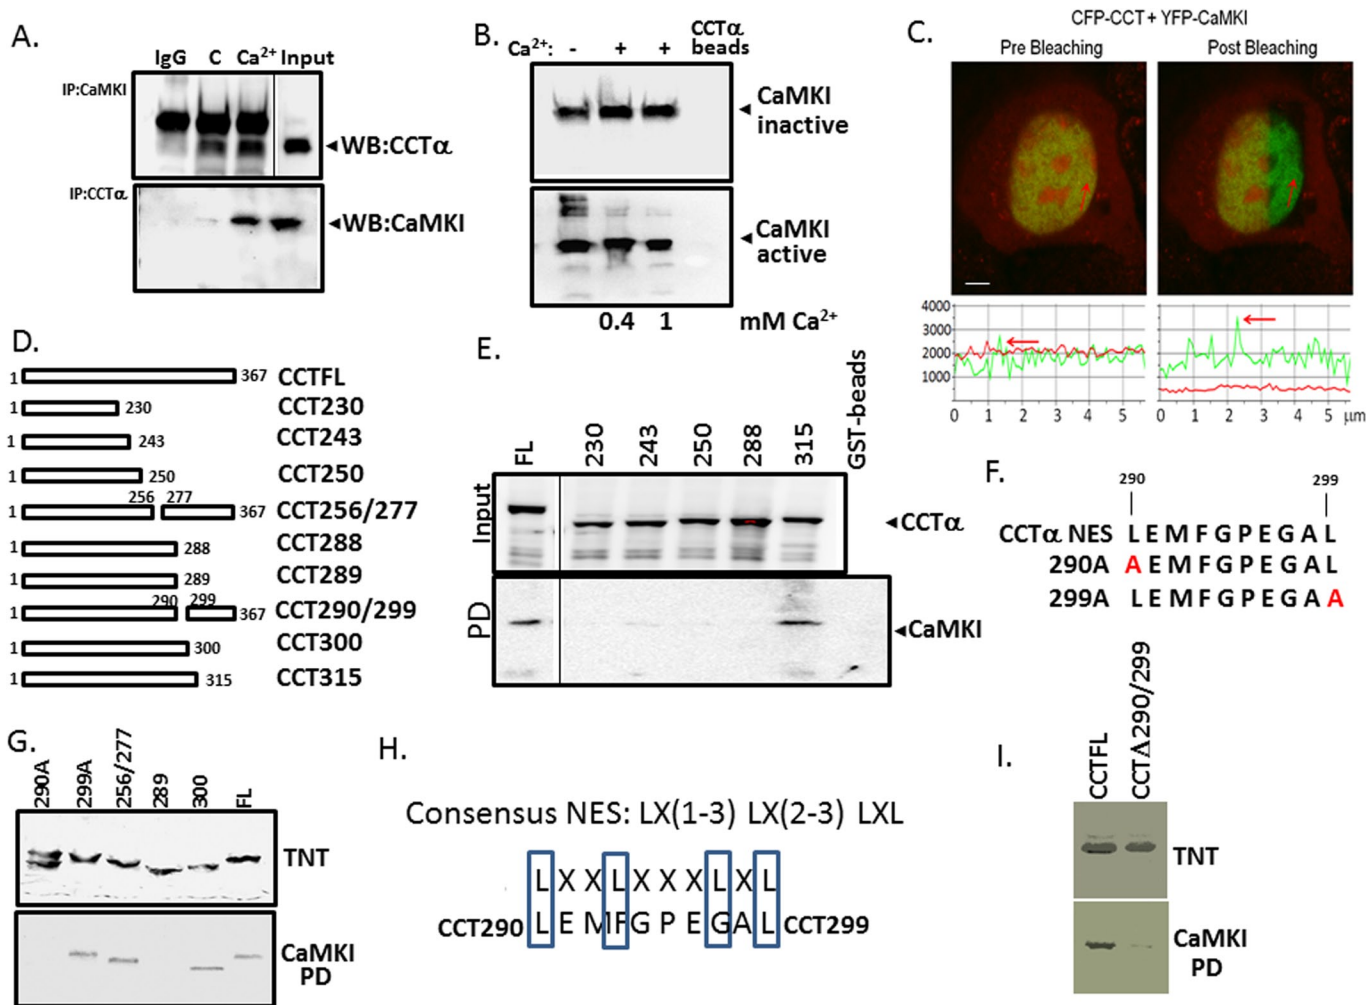 A.
IgG C Ca²⁺ Input
IP:CaMKI
WB:CCTα
IP:CCTα
WB:CaMKI
B.
Ca²⁺: - + + CCTα beads
CaMKI inactive
CaMKI active
0.4 1 mM Ca²⁺
C.
CFP-CCT + YFP-CaMKI
Pre Bleaching Post Bleaching
4000
3000
2000
1000
0 1 2 3 4 5 0 1 2 3 4 5 µm
D.
1 367 CCTFL
1 230 CCT230
1 243 CCT243
1 250 CCT250
256 277
1 367 CCT256/277
1 288 CCT288
1 289 CCT289
290 299
1 367 CCT290/299
1 300 CCT300
1 315 CCT315
E.
FL 230 243 250 288 315 GST-beads
Input
CCTα
PD
CaMKI
F.
290 299
CCTα NES L E M F G P E G A L
290A A E M F G P E G A L
299A L E M F G P E G A A
G.
290A 299A 256/277 289 300 FL
TNT
CaMKI PD
H.
Consensus NES: LX(1-3) LX(2-3) LXL
L X X L X X X L X L
CCT290 L E M F G P E G A L CCT299
I.
CCTFL CCTΔ290/299
TNT
CaMKI PD